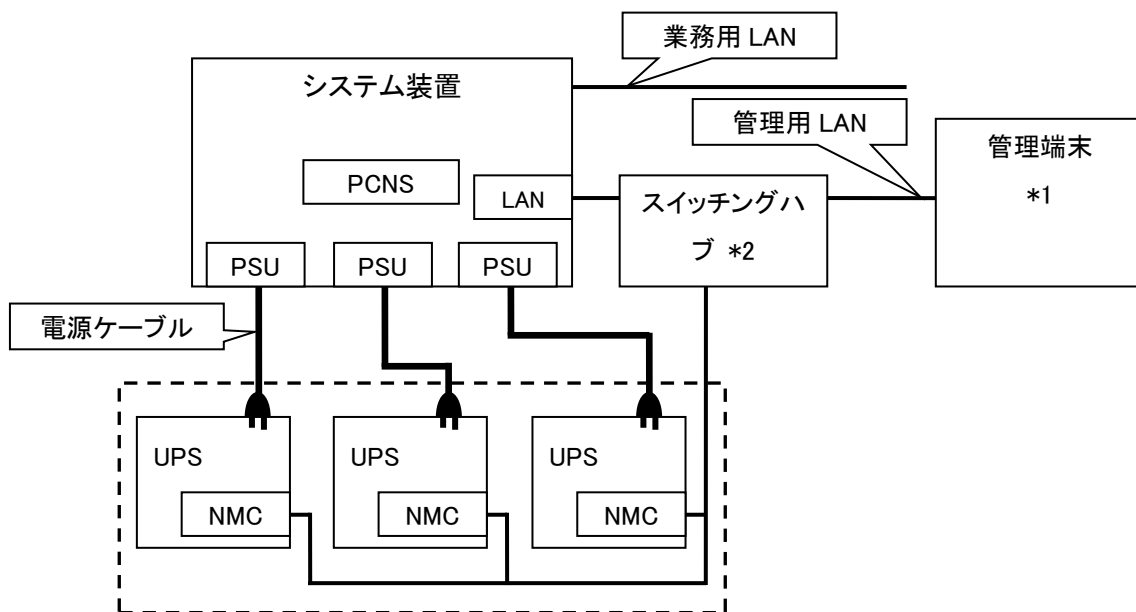 業務用 LAN
システム装置
管理用 LAN
管理端末
*1
PCNS
LAN
スイッチングハ
ブ *2
PSU
PSU
PSU
電源ケーブル
UPS
UPS
UPS
NMC
NMC
NMC